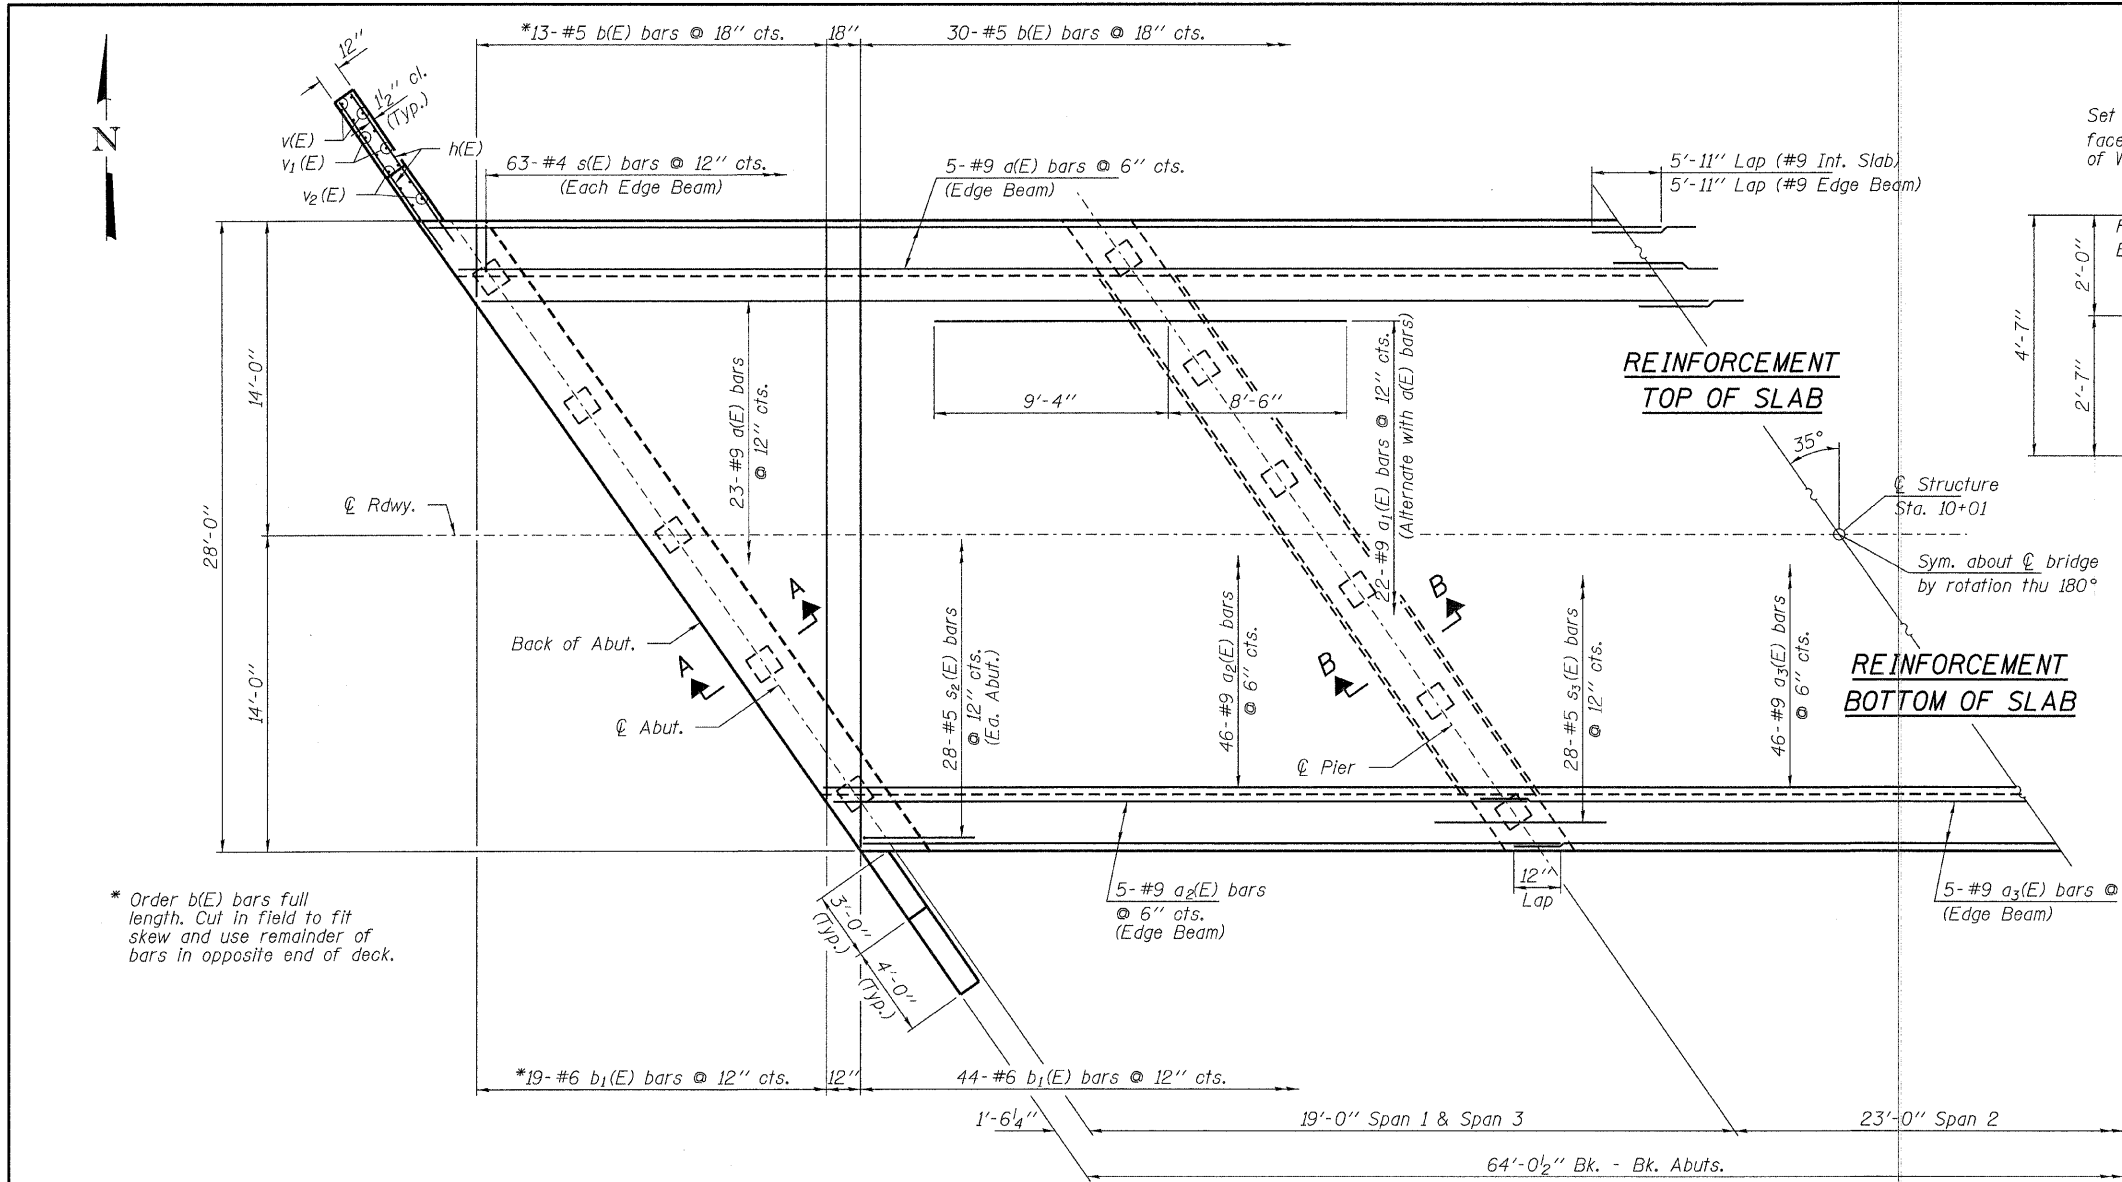 *13-#5 b(E) bars @ 18" cts.
18"
30-#5 b(E) bars @ 18" cts.
12"
1½" cl.
(Typ.)
N
v(E)
v1(E)
v2(E)
h(E)
63-#4 s(E) bars @ 12" cts.
(Each Edge Beam)
5-#9 a(E) bars @ 6" cts.
(Edge Beam)
5'-11" Lap (#9 Int. Slab)
5'-11" Lap (#9 Edge Beam)
Set
face
of
4'-7"
2'-0"
2'-7"
28'-0"
14'-0"
14'-0"
23-#9 a(E) bars
@ 12" cts.
9'-4"
8'-6"
22-#9 a1(E) bars @ 12" cts.
(Alternate with a(E) bars)
REINFORCEMENT
TOP OF SLAB
35°
℄ Structure
Sta. 10+01
℄ Rdwy.
Sym. about ℄ bridge
by rotation thu 180°
Back of Abut.
A
A
B
B
℄ Abut.
28-#5 s2(E) bars
@ 12" cts.
(Ea. Abut.)
46-#9 a2(E) bars
@ 6" cts.
℄ Pier
28-#5 s3(E) bars
@ 12" cts.
46-#9 a3(E) bars
@ 6" cts.
REINFORCEMENT
BOTTOM OF SLAB
* Order b(E) bars full
length. Cut in field to fit
skew and use remainder of
bars in opposite end of deck.
3'-0"
(Typ.)
4'-0"
(Typ.)
5-#9 a2(E) bars
@ 6" cts.
(Edge Beam)
12"
Lap
5-#9 a3(E) bars @
(Edge Beam)
*19-#6 b1(E) bars @ 12" cts.
12"
44-#6 b1(E) bars @ 12" cts.
1'-6¼"
19'-0" Span 1 & Span 3
23'-0" Span 2
64'-0½" Bk. - Bk. Abuts.